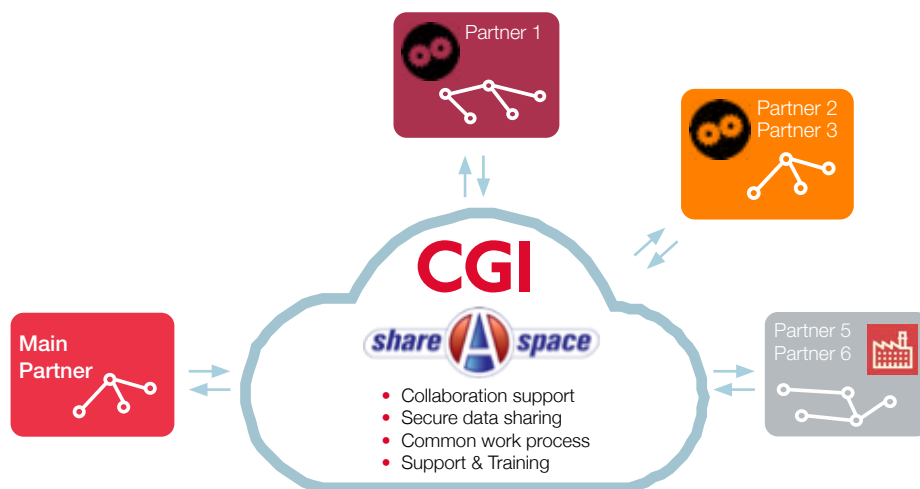 Partner 1
Partner 2
Partner 3
CGI
share A space
Main
Partner
Partner 5
Partner 6
• Collaboration support
• Secure data sharing
• Common work process
• Support & Training